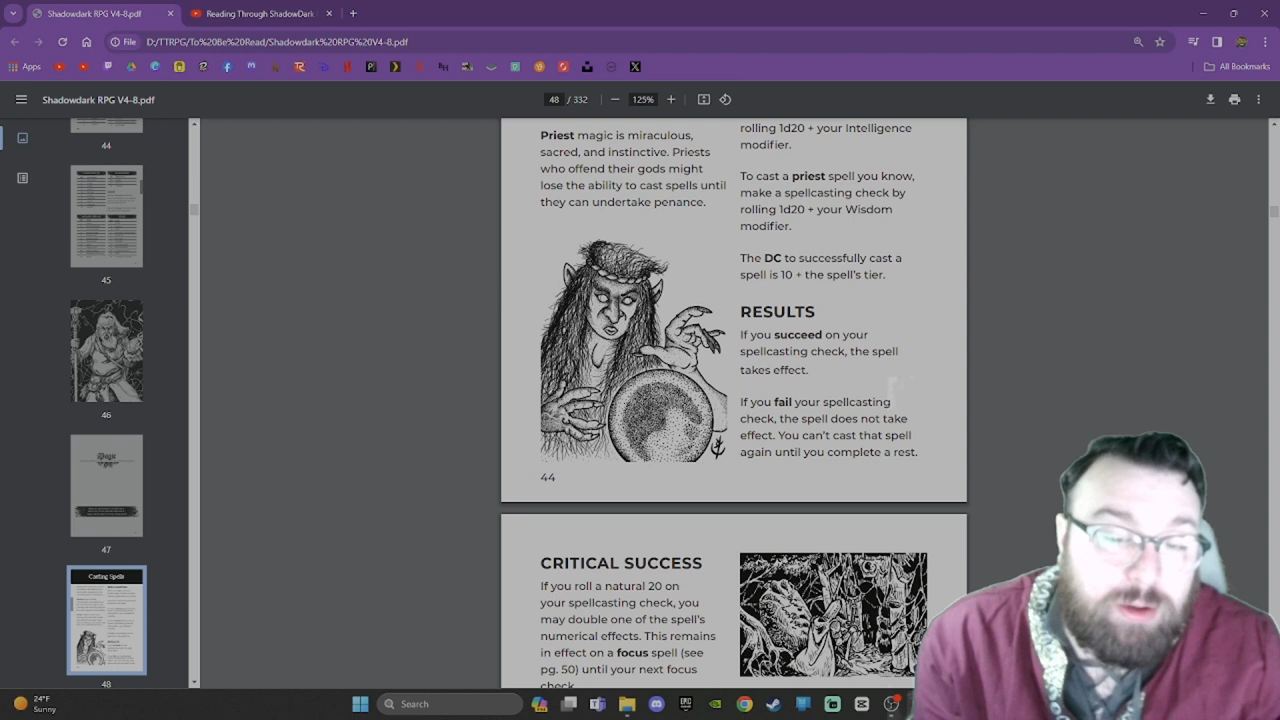 Shadowdark RPG V4-8.pdf
Reading Through ShadowDark
File
D:/TTRPG/To%20Be%20Read/Shadowdark%20RPG%20V4-8.pdf
Apps
All Bookmarks
Shadowdark RPG V4-8.pdf
48 / 332
125%
44
45
46
Magic
47
Casting Spells
48
Priest magic is miraculous,
sacred, and instinctive. Priests
who offend their gods might
lose the ability to cast spells until
they can undertake penance.
44
rolling 1d20 + your Intelligence
modifier.
To cast a priest spell you know,
make a spellcasting check by
rolling 1d20 + your Wisdom
modifier.
The DC to successfully cast a
spell is 10 + the spell's tier.
RESULTS
If you succeed on your
spellcasting check, the spell
takes effect.
If you fail your spellcasting
check, the spell does not take
effect. You can't cast that spell
again until you complete a rest.
CRITICAL SUCCESS
If you roll a natural 20 on
your spellcasting check, you
may double one of the spell's
numerical effects. This remains
in effect on a focus spell (see
pg. 50) until your next focus
check.
24°F
Sunny
Search